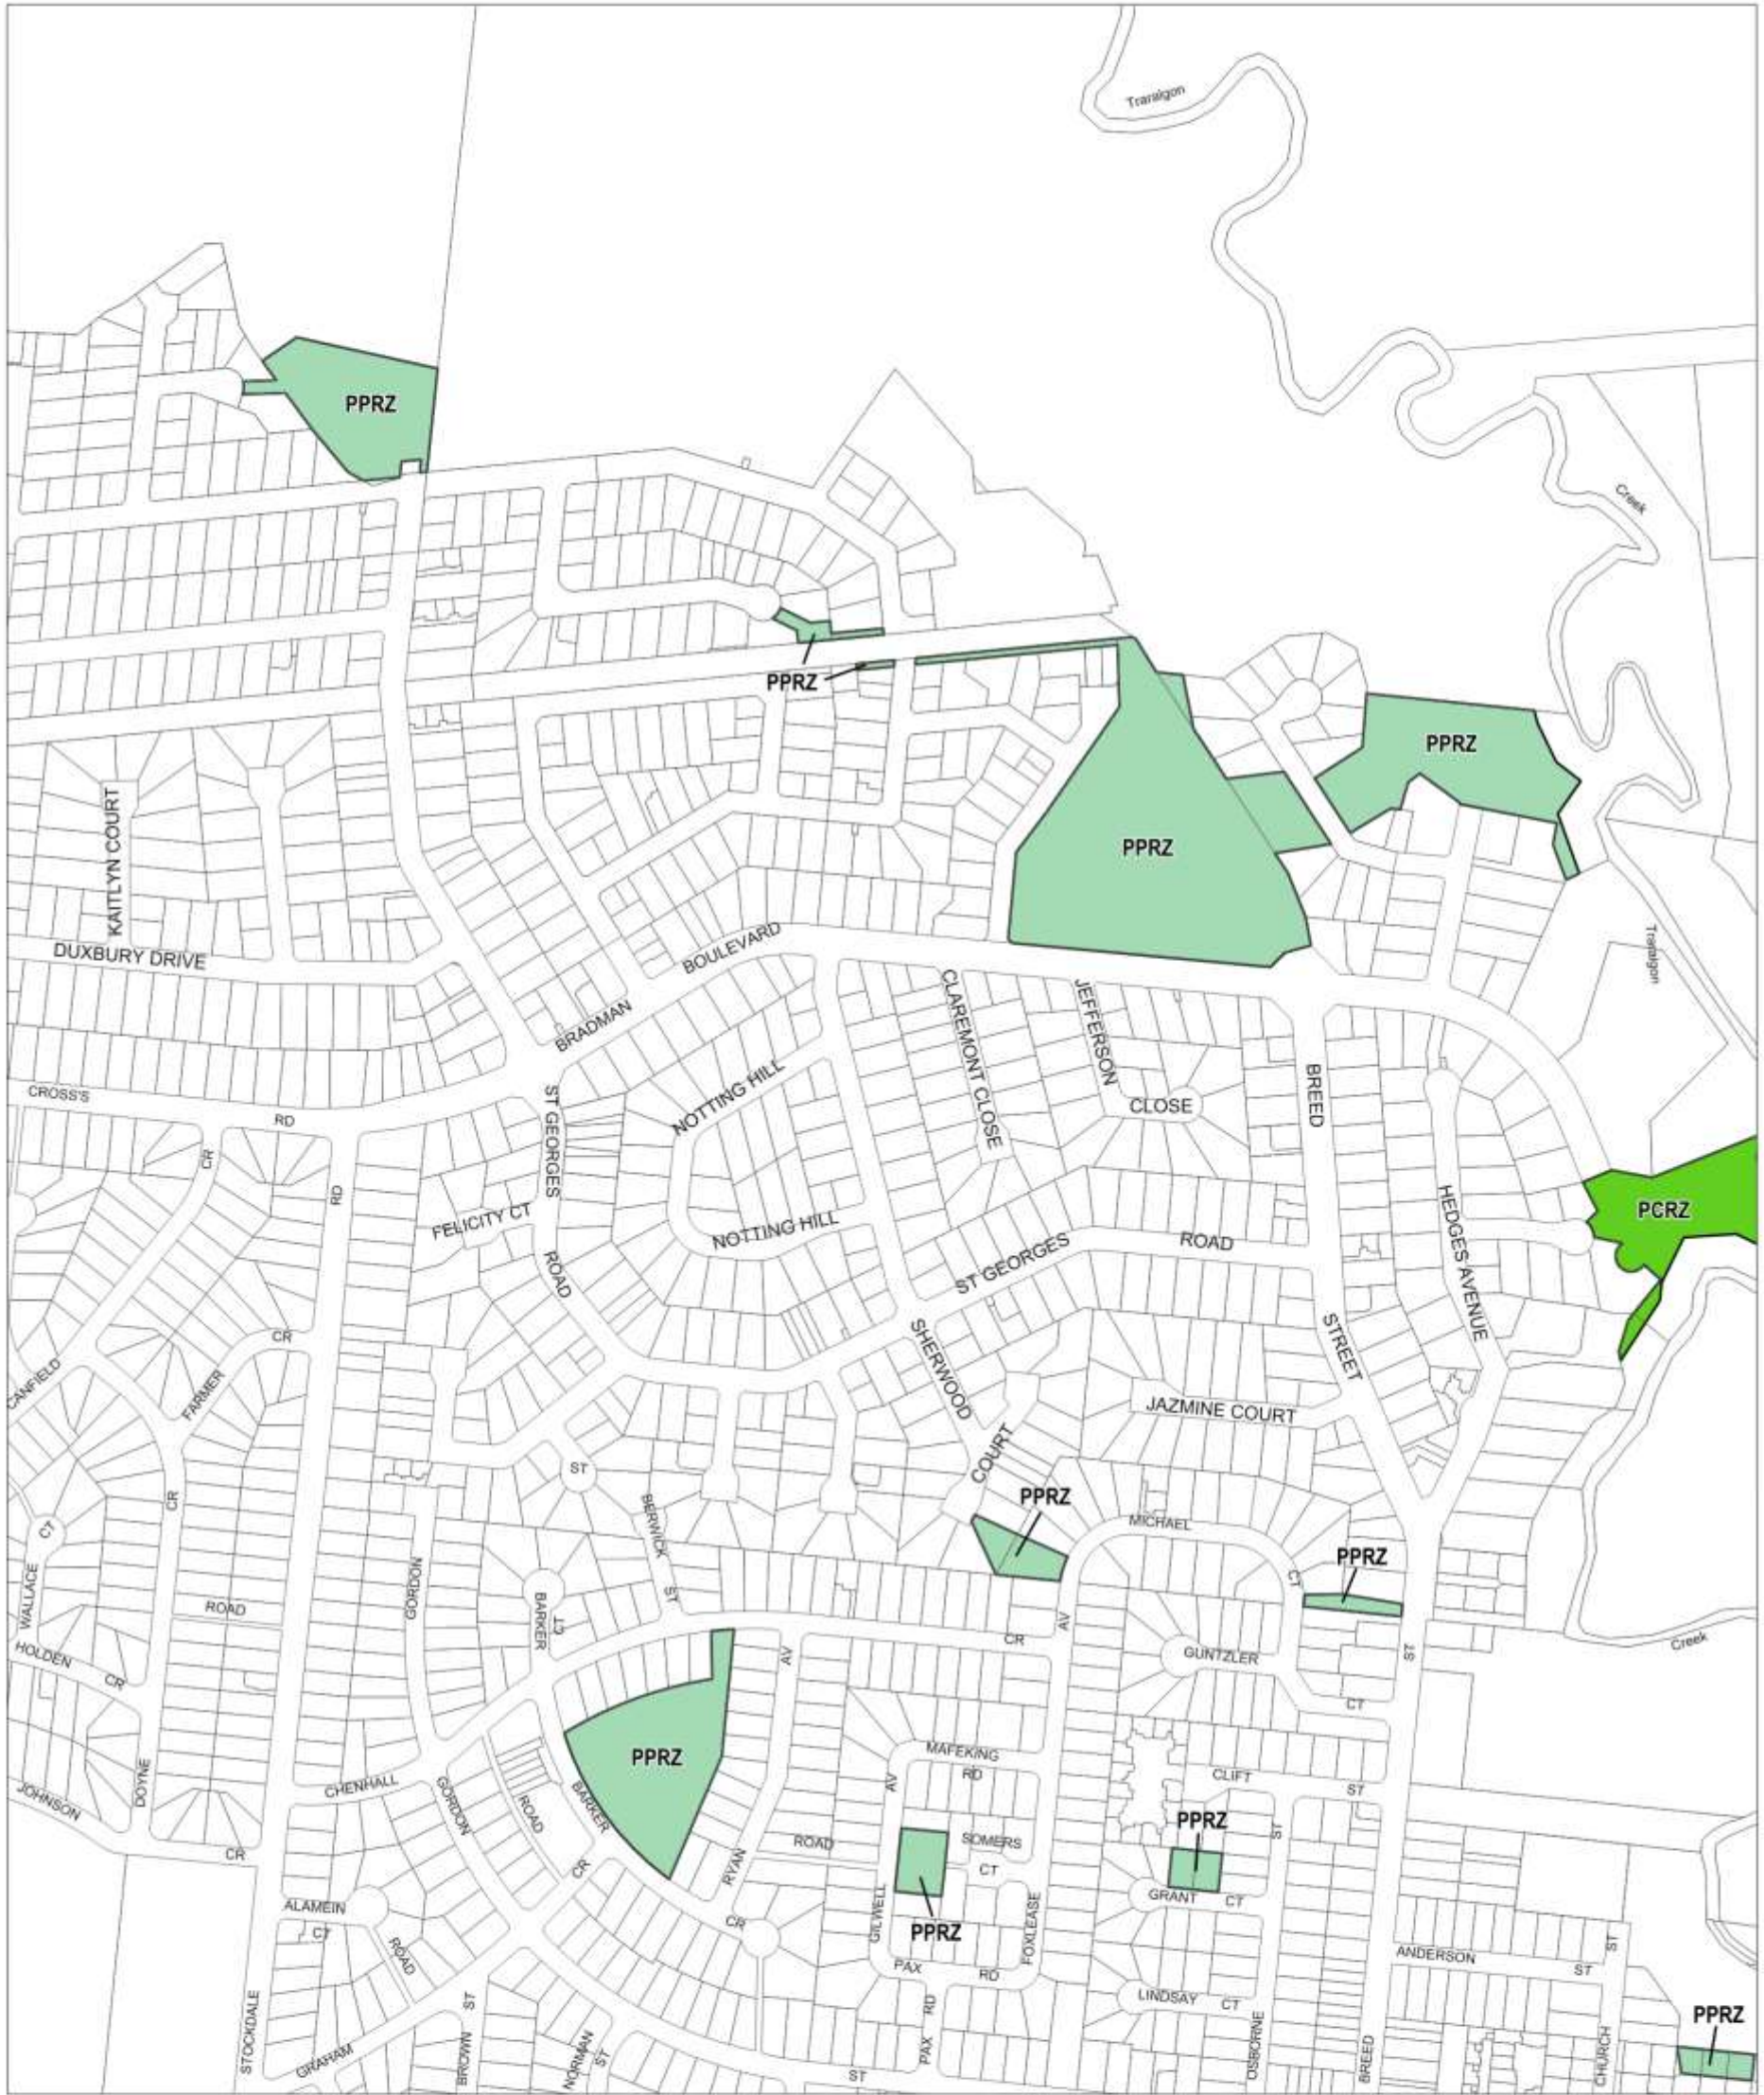 Traralgon
PPRZ
Creek
PPRZ
PPRZ
KAITLYN COURT
PPRZ
DUXBURY DRIVE
BOULEVARD
Traralgon
BRADMAN
CLAREMONT CLOSE
JEFFERSON
CLOSE
BREED
CROSS'S
RD
ST GEORGES
NOTTING HILL
CR
RD
FELICITY CT
NOTTING HILL
ROAD
ST GEORGES
ROAD
HEDGES AVENUE
PCRZ
CANFIELD
CR
FARMER
SHERWOOD
STREET
JAZMINE COURT
COURT
ST
CR
CT
BERWICK
ST
PPRZ
MICHAEL
PPRZ
CT
WALLACE
GORDON
BARKER
CT
ROAD
HOLDEN
CR
AV
CR
AV
GUNTZLER
CT
ST
Creek
PPRZ
MAFEKING
RD
CLIFT
ST
JOHNSON
DOYNE
CHENHALL
GORDON
ROAD
BARKER
AV
PPRZ
CR
ROAD
SOMERS
CT
ST
CR
RYAN
GRANT
CT
ALAMEIN
CT
ROAD
CR
GILWELL
PPRZ
FOXLEASE
ANDERSON
ST
ST
PAX
RD
LINDSAY
CT
STOCKDALE
GRAHAM
ST
BROWN
NORMAN
ST
RD
PAX
ST
OSBORNE
BREED
CHURCH
PPRZ